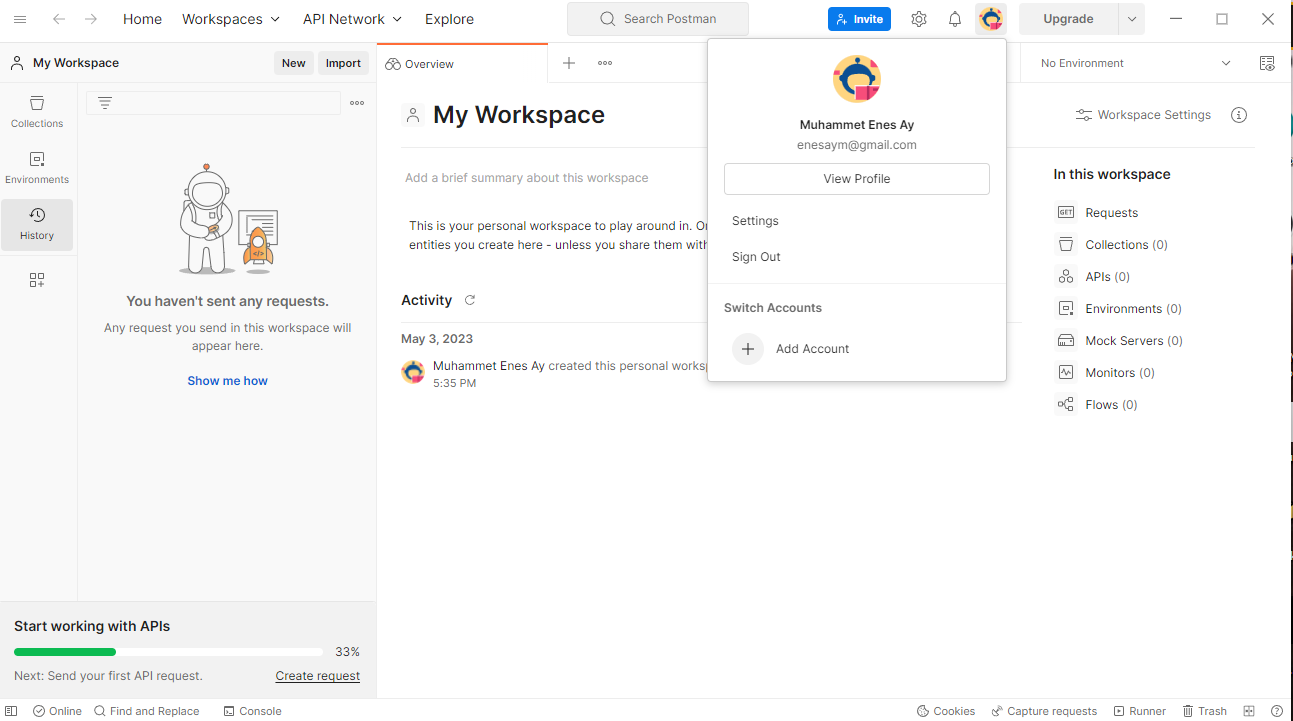 Home
Workspaces
API Network
Explore
Search Postman
Invite
Upgrade
My Workspace
New
Import
Overview
No Environment
Collections
Environments
History
You haven't sent any requests.
Any request you send in this workspace will
appear here.
Show me how
Start working with APIs
33%
Next: Send your first API request.
Create request
My Workspace
Workspace Settings
Add a brief summary about this workspace
This is your personal workspace to play around in. On
entities you create here - unless you share them with
Activity
May 3, 2023
Muhammet Enes Ay created this personal worksp
5:35 PM
Muhammet Enes Ay
enesaym@gmail.com
View Profile
Settings
Sign Out
Switch Accounts
Add Account
In this workspace
GET Requests
Collections (0)
APIs (0)
Environments (0)
Mock Servers (0)
Monitors (0)
Flows (0)
Online
Find and Replace
Console
Cookies
Capture requests
Runner
Trash